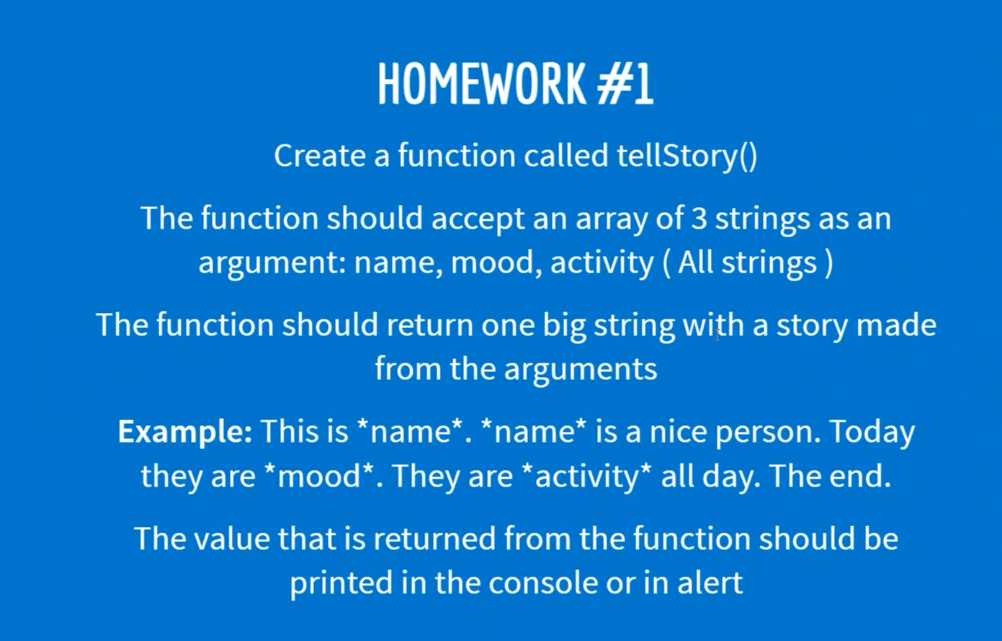 HOMEWORK #1
Create a function called tellStory()
The function should accept an array of 3 strings as an
argument: name, mood, activity ( All strings )
The function should return one big string with a story made
from the arguments
Example: This is *name*. *name* is a nice person. Today
they are *mood*. They are *activity* all day. The end.
The value that is returned from the function should be
printed in the console or in alert